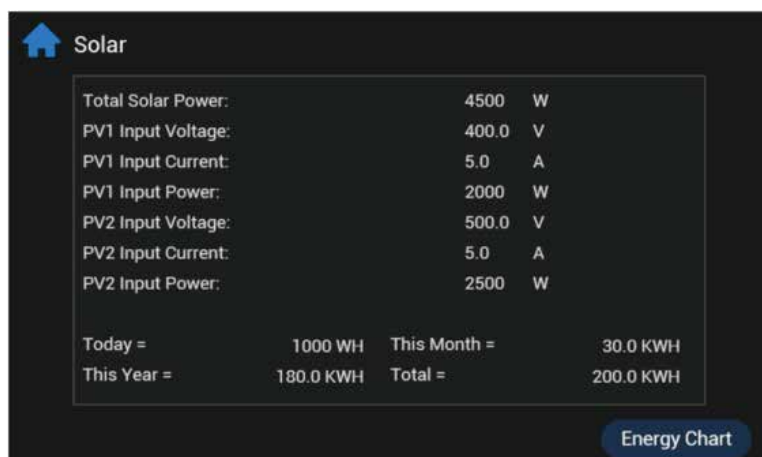 Solar
Total Solar Power: 4500 W
PV1 Input Voltage: 400.0 V
PV1 Input Current: 5.0 A
PV1 Input Power: 2000 W
PV2 Input Voltage: 500.0 V
PV2 Input Current: 5.0 A
PV2 Input Power: 2500 W
Today = 1000 WH This Month = 30.0 KWH
This Year = 180.0 KWH Total = 200.0 KWH
Energy Chart